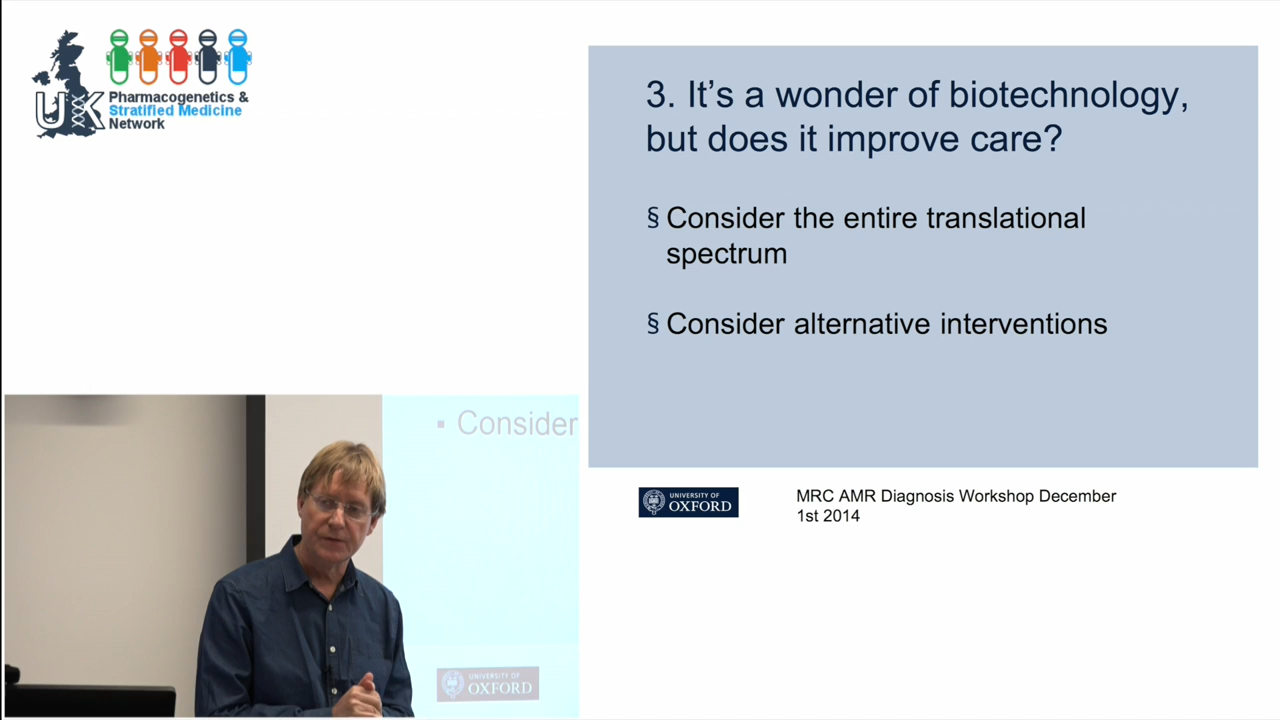 UK
Pharmacogenetics &
Stratified Medicine
Network
3. It's a wonder of biotechnology,
but does it improve care?
§ Consider the entire translational
spectrum
§ Consider alternative interventions
UNIVERSITY OF
OXFORD
MRC AMR Diagnosis Workshop December
1st 2014
▪ Consider
UNIVERSITY OF
OXFORD